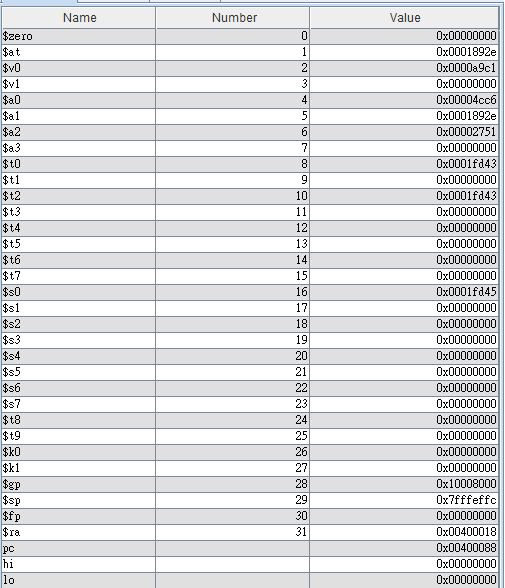 Name Number Value
$zero 0 0x00000000
$at 1 0x0001892e
$v0 2 0x0000a9c1
$v1 3 0x00000000
$a0 4 0x00004cc6
$a1 5 0x0001892e
$a2 6 0x00002751
$a3 7 0x00000000
$t0 8 0x0001fd43
$t1 9 0x00000000
$t2 10 0x0001fd43
$t3 11 0x00000000
$t4 12 0x00000000
$t5 13 0x00000000
$t6 14 0x00000000
$t7 15 0x00000000
$s0 16 0x0001fd45
$s1 17 0x00000000
$s2 18 0x00000000
$s3 19 0x00000000
$s4 20 0x00000000
$s5 21 0x00000000
$s6 22 0x00000000
$s7 23 0x00000000
$t8 24 0x00000000
$t9 25 0x00000000
$k0 26 0x00000000
$k1 27 0x00000000
$gp 28 0x10008000
$sp 29 0x7fffeffc
$fp 30 0x00000000
$ra 31 0x00400018
pc 0x00400088
hi 0x00000000
lo 0x00000000